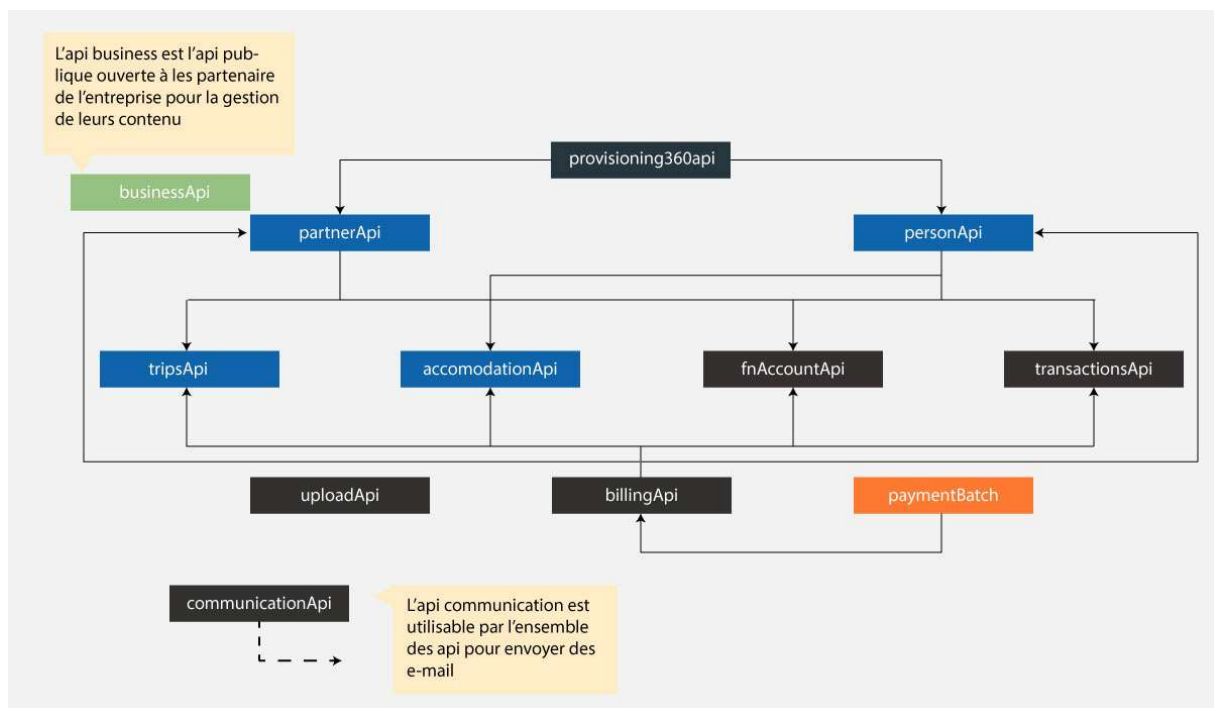 L'api business est l'api pub-
lique ouverte à les partenaire
de l'entreprise pour la gestion
de leurs contenu
provisioning360api
businessApi
partnerApi
personApi
tripsApi
accomodationApi
fnAccountApi
transactionsApi
uploadApi
billingApi
paymentBatch
communicationApi
L'api communication est
utilisable par l'ensemble
des api pour envoyer des
e-mail